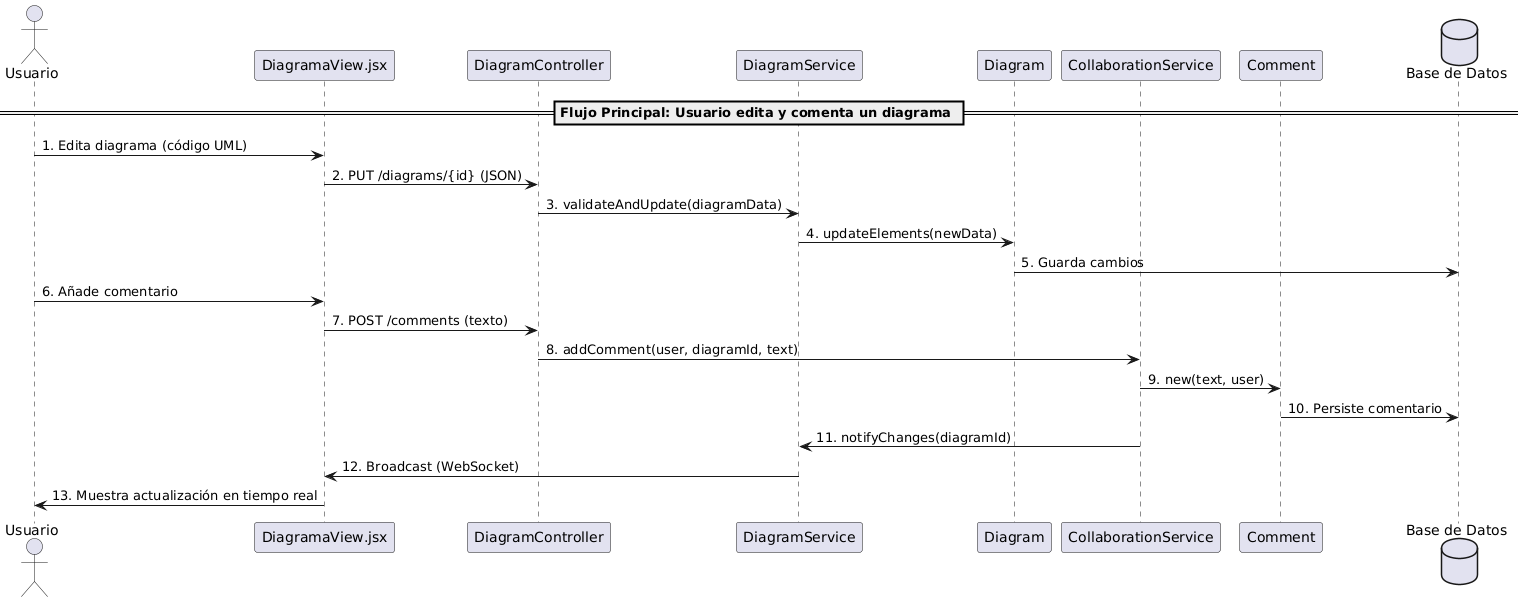 Usuario
DiagramaView.jsx
DiagramController
DiagramService
Diagram
CollaborationService
Comment
Base de Datos
Flujo Principal: Usuario edita y comenta un diagrama
1. Edita diagrama (código UML)
2. PUT /diagrams/{id} (JSON)
3. validateAndUpdate(diagramData)
4. updateElements(newData)
5. Guarda cambios
6. Añade comentario
7. POST /comments (texto)
8. addComment(user, diagramId, text)
9. new(text, user)
10. Persiste comentario
11. notifyChanges(diagramId)
12. Broadcast (WebSocket)
13. Muestra actualización en tiempo real
Usuario
DiagramaView.jsx
DiagramController
DiagramService
Diagram
CollaborationService
Comment
Base de Datos